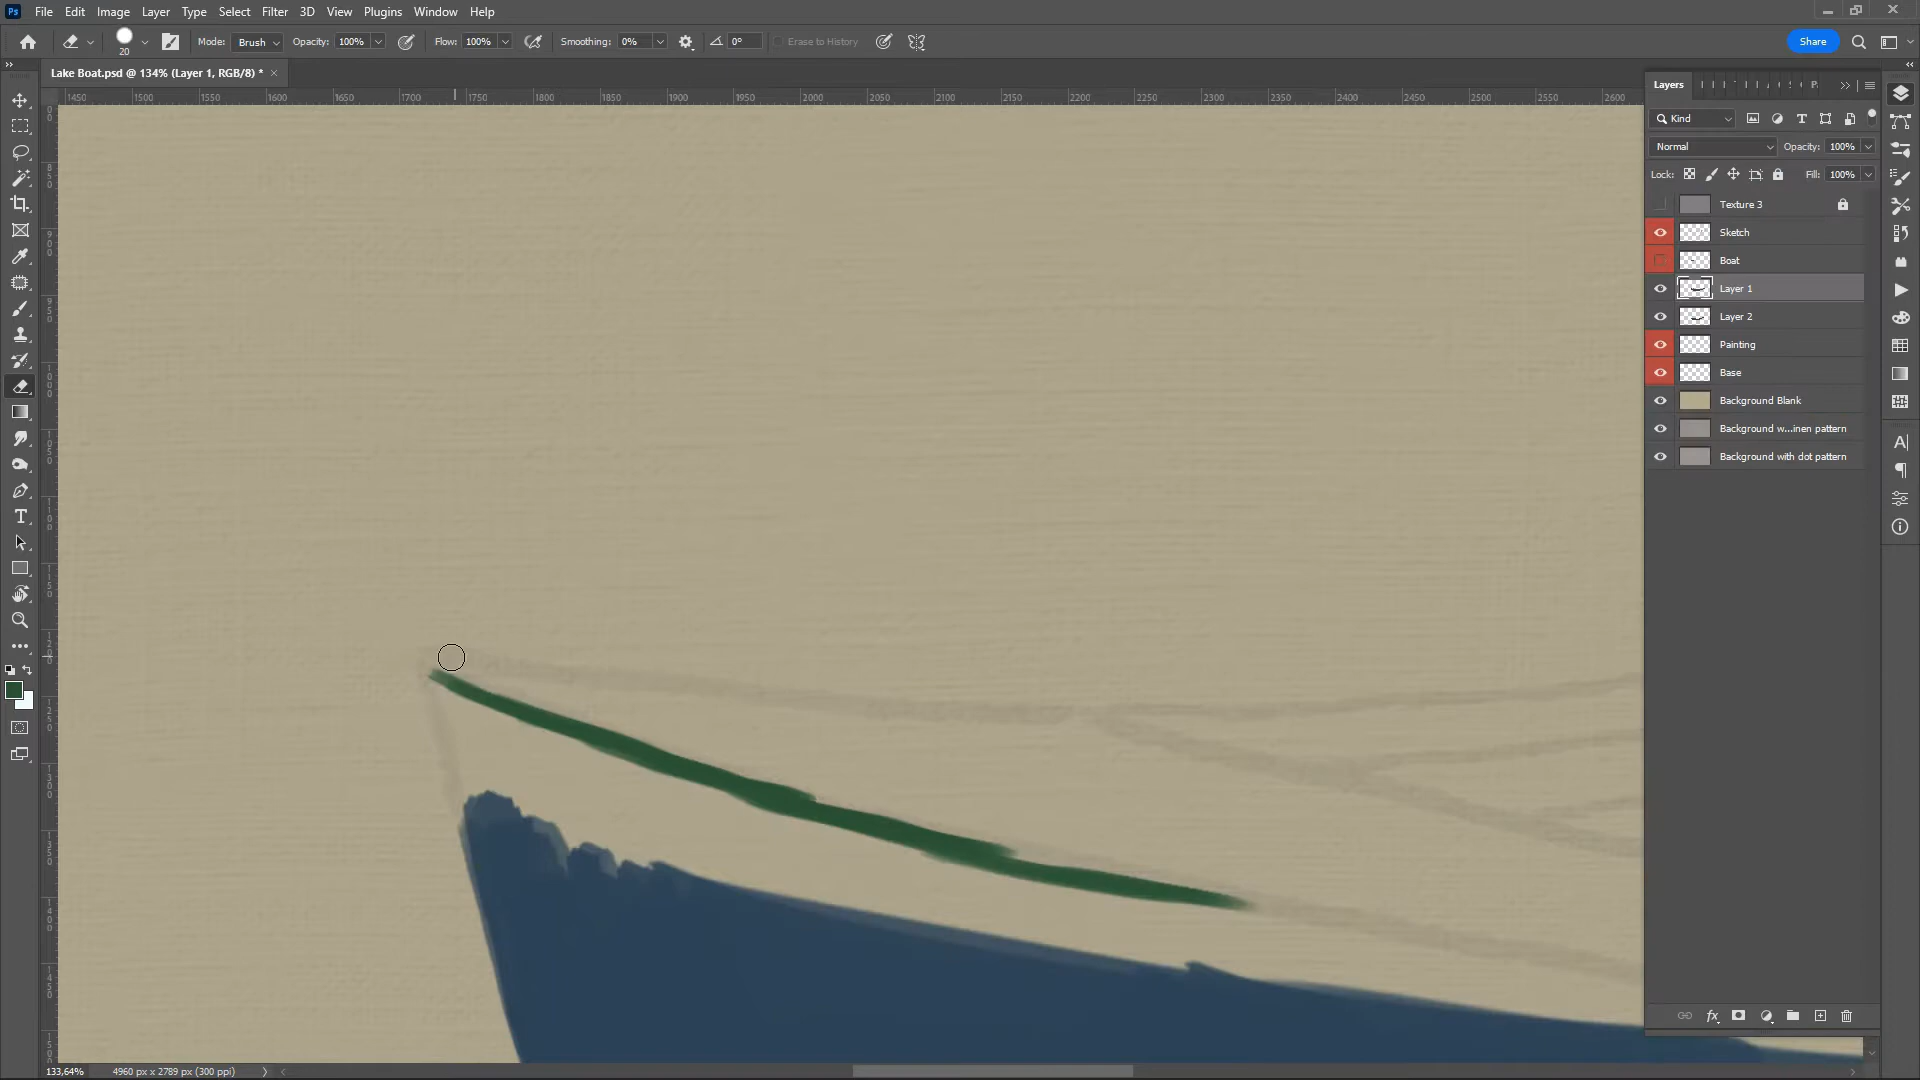 Ps File Edit Image Layer Type Select Filter 3D View Plugins Window Help
20 Mode: Brush Opacity: 100% Flow: 100% Smoothing: 0% 0° Erase to History Share
Lake Boat.psd @ 134% (Layer 1, RGB/8) * ×
1450 1500 1550 1600 1650 1700 1750 1800 1850 1900 1950 2000 2050 2100 2150 2200 2250 2300 2350 2400 2450 2500 2550 2600
Layers
Kind
Normal Opacity: 100%
Lock: Fill: 100%
Texture 3
Sketch
Boat
Layer 1
Layer 2
Painting
Base
Background Blank
Background w...inen pattern
Background with dot pattern
133,64% 4960 px x 2789 px (300 ppi)